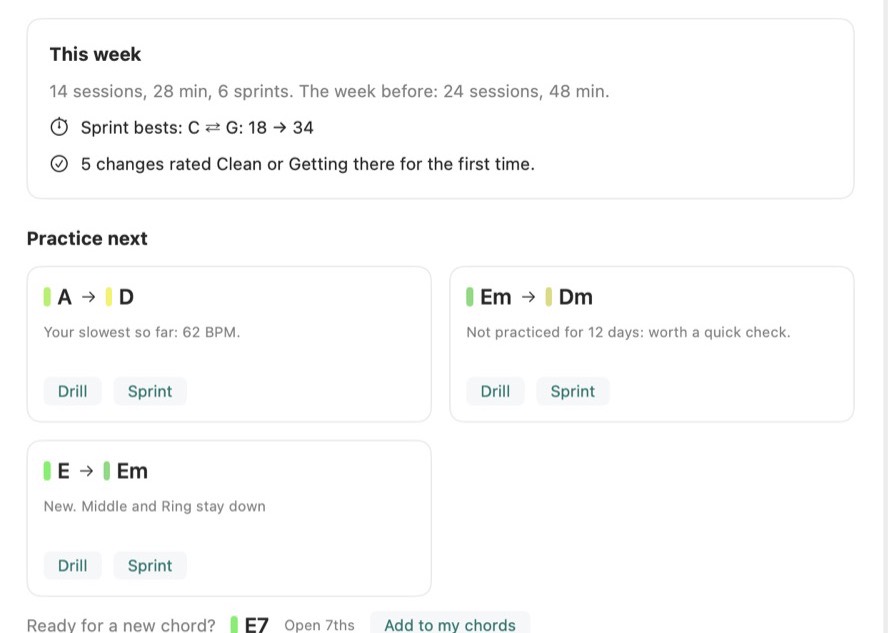 This week
14 sessions, 28 min, 6 sprints. The week before: 24 sessions, 48 min.
Sprint bests: C ⇄ G: 18 → 34
5 changes rated Clean or Getting there for the first time.
Practice next
A → D
Your slowest so far: 62 BPM.
Drill Sprint
Em → Dm
Not practiced for 12 days: worth a quick check.
Drill Sprint
E → Em
New. Middle and Ring stay down
Drill Sprint
Ready for a new chord? E7 Open 7ths Add to my chords